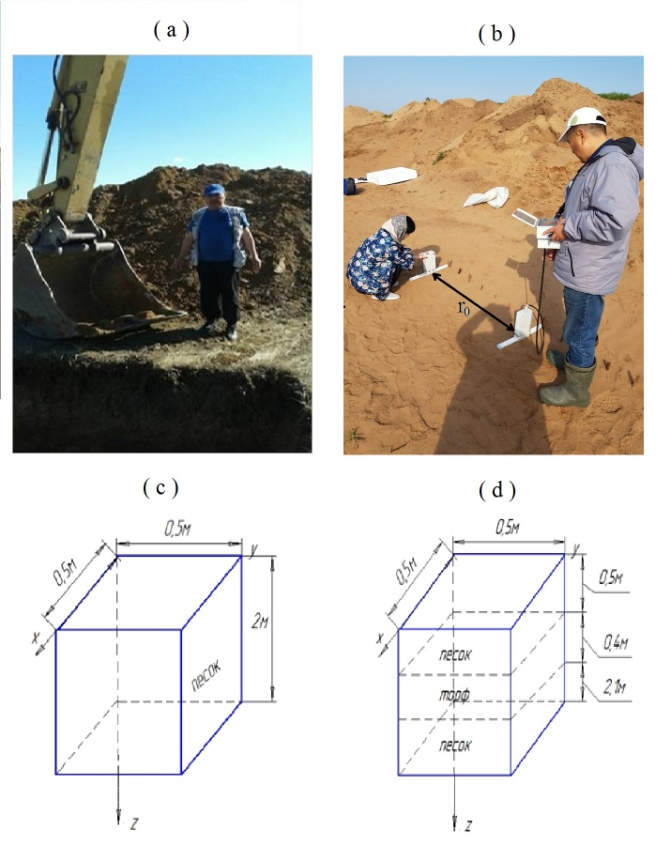 ( a )
( b )
r0
( c )
( d )
0,5м
0,5м
y
x
2м
песок
z
0,5м
0,5м
y
x
0,5м
0,4м
2,1м
песок
торф
песок
z